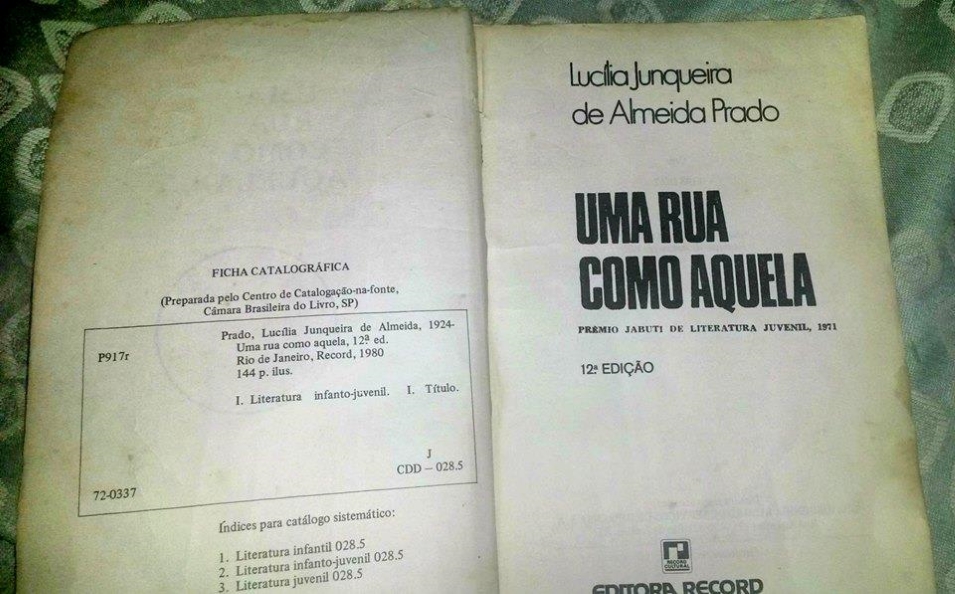 FICHA CATALOGRÁFICA
(Preparada pelo Centro de Catalogação-na-fonte,
Câmara Brasileira do Livro, SP)
P917r
Prado, Lucília Junqueira de Almeida, 1924-
Uma rua como aquela, 12ª ed.
Rio de Janeiro, Record, 1980
144 p. ilus.
I. Literatura infanto-juvenil. I. Título.
J
CDD — 028.5
72-0337
Índices para catálogo sistemático:
1. Literatura infantil 028.5
2. Literatura infanto-juvenil 028.5
3. Literatura juvenil 028.5
Lucília Junqueira
de Almeida Prado
UMA RUA
COMO AQUELA
PRÊMIO JABUTI DE LITERATURA JUVENIL, 1971
12ª EDIÇÃO
RECORD
CULTURAL
EDITORA RECORD